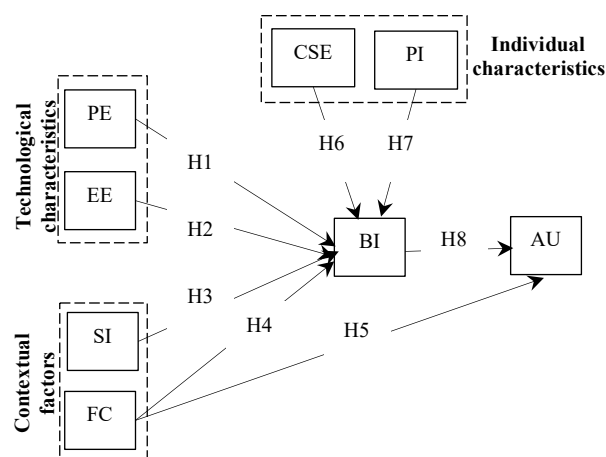 CSE
PI
Individual
characteristics
Technological
characteristics
PE
EE
H1
H2
H6
H7
BI
H8
AU
Contextual
factors
SI
FC
H3
H4
H5